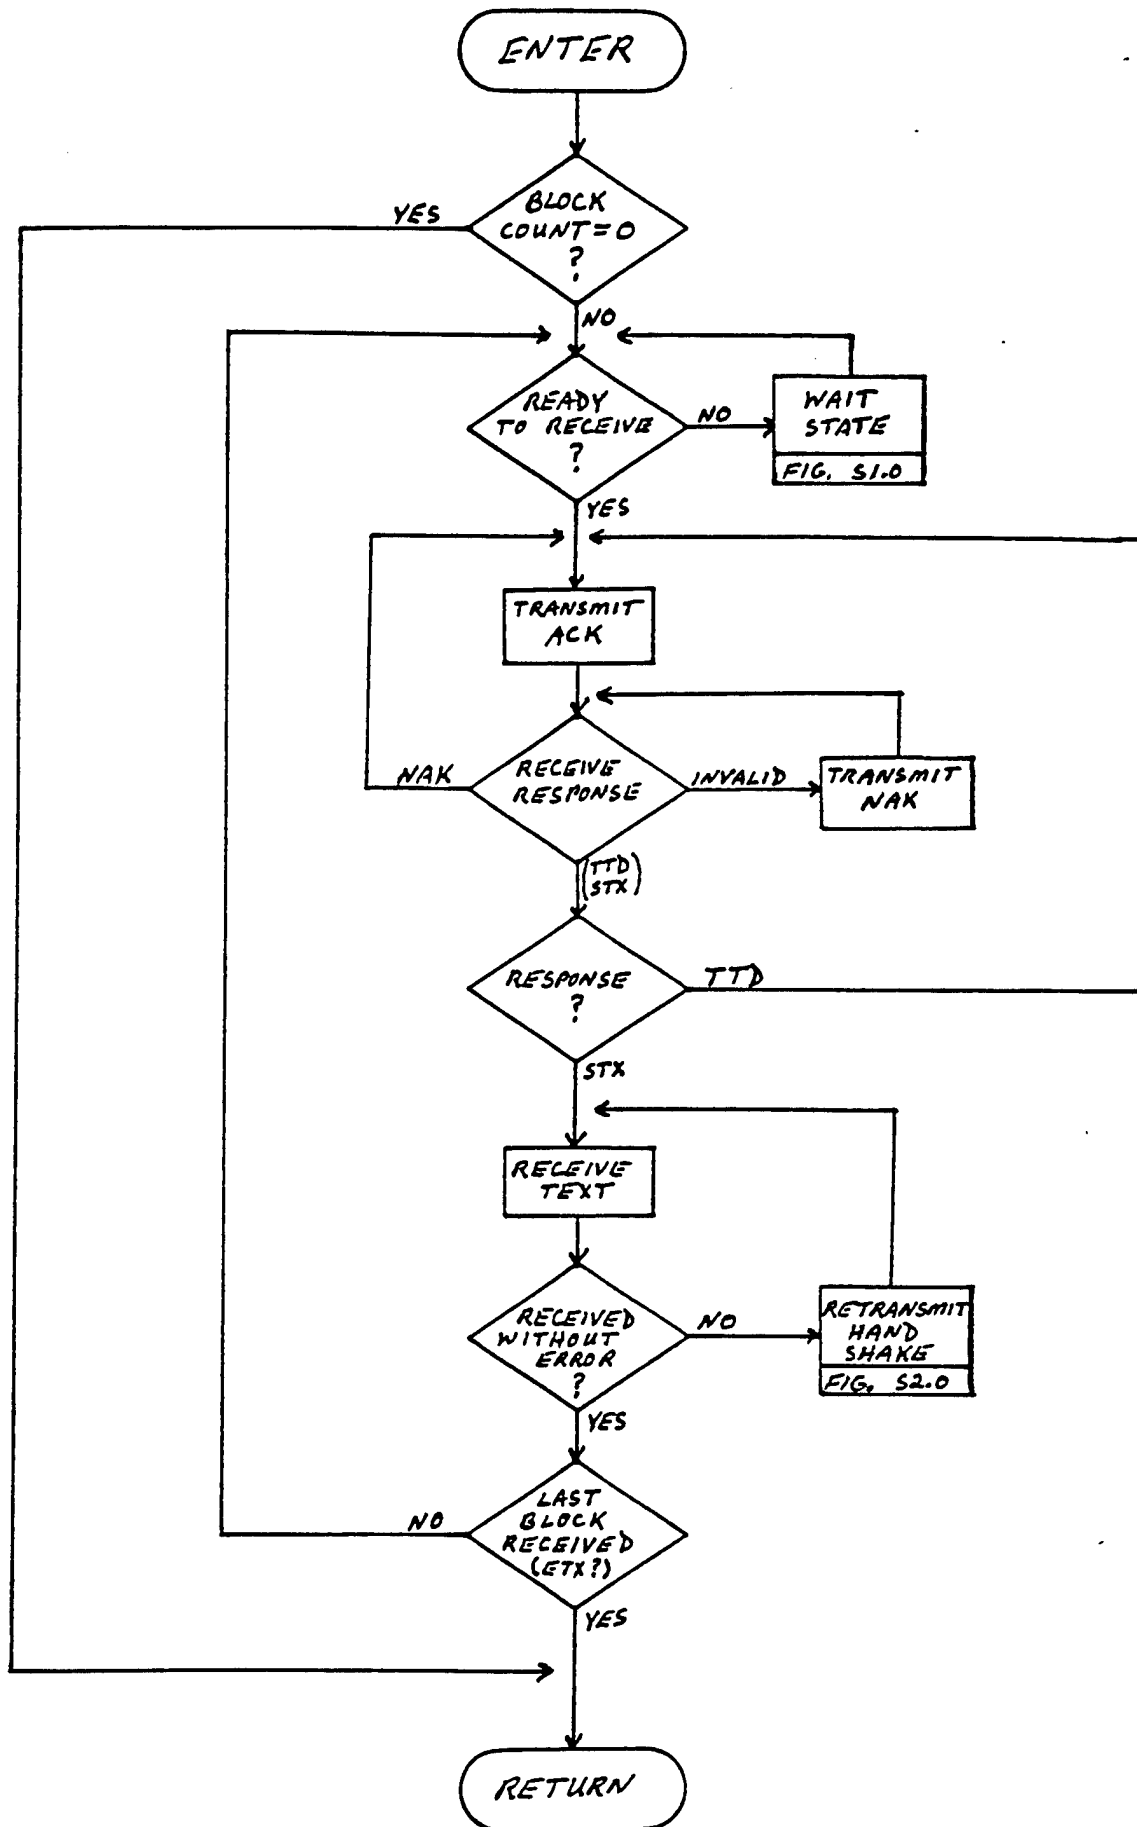 ENTER
BLOCK
COUNT=0
?
YES
NO
READY
TO RECEIVE
?
NO
WAIT
STATE
FIG. S1.0
YES
TRANSMIT
ACK
NAK
RECEIVE
RESPONSE
INVALID
TRANSMIT
NAK
(TTD
STX)
RESPONSE
?
TTD
STX
RECEIVE
TEXT
RECEIVED
WITHOUT
ERROR
?
NO
RETRANSMIT
HAND
SHAKE
FIG. S2.0
YES
LAST
BLOCK
RECEIVED
(ETX?)
NO
YES
RETURN